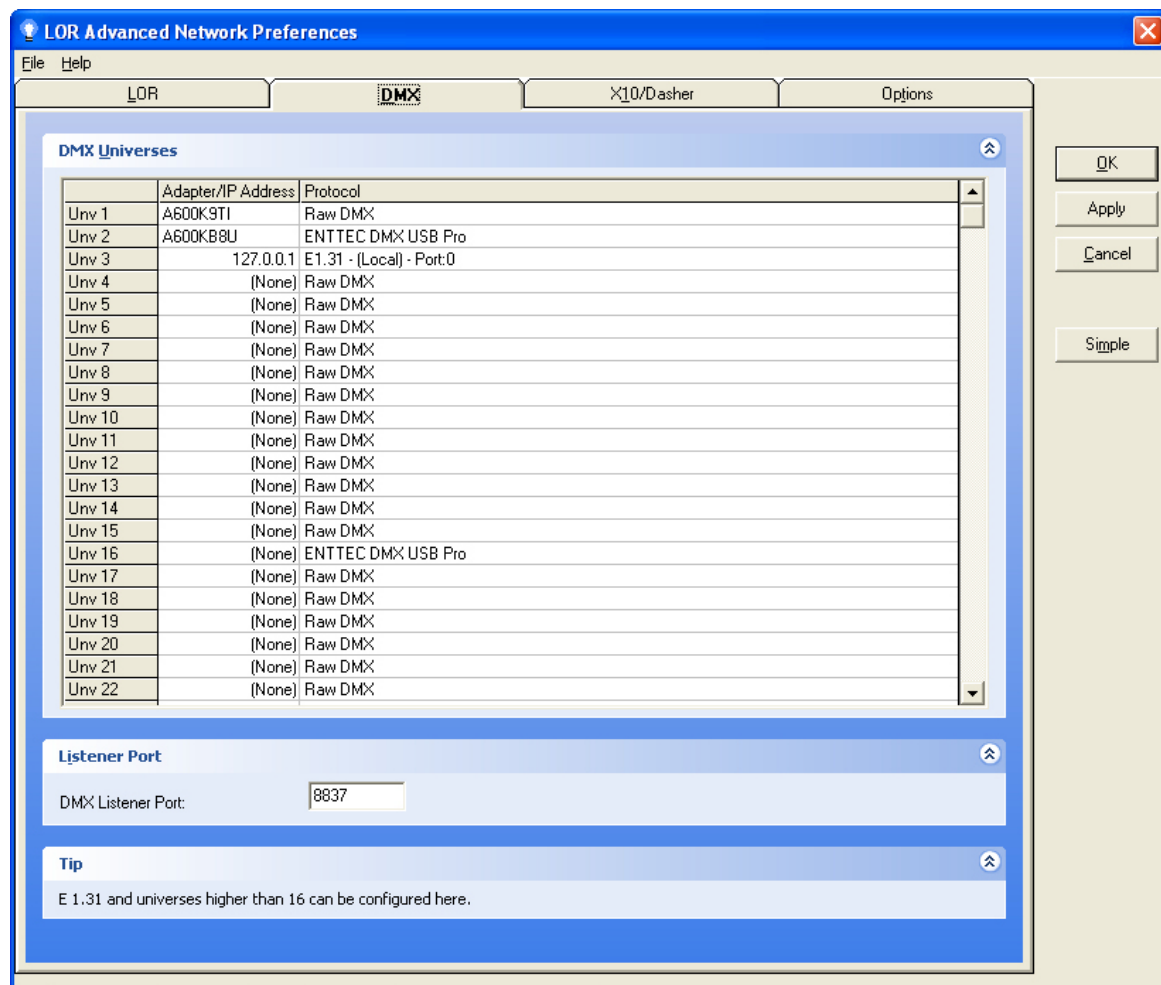 LOR Advanced Network Preferences
File Help
LOR DMX X10/Dasher Options
DMX Universes
OK
Apply
Cancel
Simple
Adapter/IP Address Protocol
Unv 1 A600K9TI Raw DMX
Unv 2 A600KB8U ENTTEC DMX USB Pro
Unv 3 127.0.0.1 E1.31 - (Local) - Port:0
Unv 4 (None) Raw DMX
Unv 5 (None) Raw DMX
Unv 6 (None) Raw DMX
Unv 7 (None) Raw DMX
Unv 8 (None) Raw DMX
Unv 9 (None) Raw DMX
Unv 10 (None) Raw DMX
Unv 11 (None) Raw DMX
Unv 12 (None) Raw DMX
Unv 13 (None) Raw DMX
Unv 14 (None) Raw DMX
Unv 15 (None) Raw DMX
Unv 16 (None) ENTTEC DMX USB Pro
Unv 17 (None) Raw DMX
Unv 18 (None) Raw DMX
Unv 19 (None) Raw DMX
Unv 20 (None) Raw DMX
Unv 21 (None) Raw DMX
Unv 22 (None) Raw DMX
Listener Port
DMX Listener Port: 8837
Tip
E 1.31 and universes higher than 16 can be configured here.